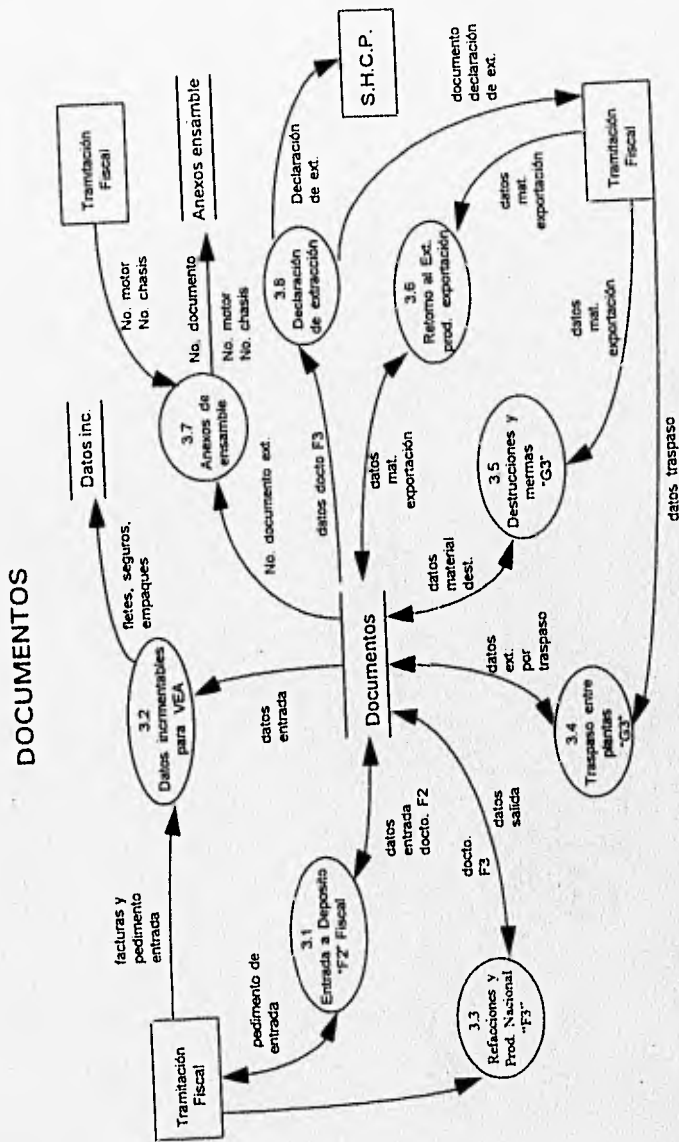 DOCUMENTOS
Tramitación
Fiscal
facturas y
pedimento
entrada
pedimento de
entrada
3.2
Datos incrmentables
para VEA
fletes, seguros,
empaques
Datos inc.
Tramitación
Fiscal
No. motor
No. chasis
3.7
Anexos de
ensamble
No. documento
No. motor
No. chasis
Anexos ensamble
No. documento ext.
datos
entrada
3.1
Entrada a Deposito
"F2" Fiscal
datos
entrada
docto. F2
Documentos
datos docto F3
3.8
Declaración
de extracción
Declaración
de ext.
S.H.C.P.
documento
declaración
de ext.
datos
mat.
exportación
3.6
Retorno al Ext.
prod. exportación
datos
mat.
exportación
Tramitación
Fiscal
3.3
Refacciones y
Prod. Nacional
"F3"
docto.
F3
datos
salida
datos
ext.
por
traspaso
3.4
Traspaso entre
plantas
"G3"
datos
material
dest.
3.5
Destrucciones y
mermas
"G3"
datos
mat.
exportación
datos traspaso